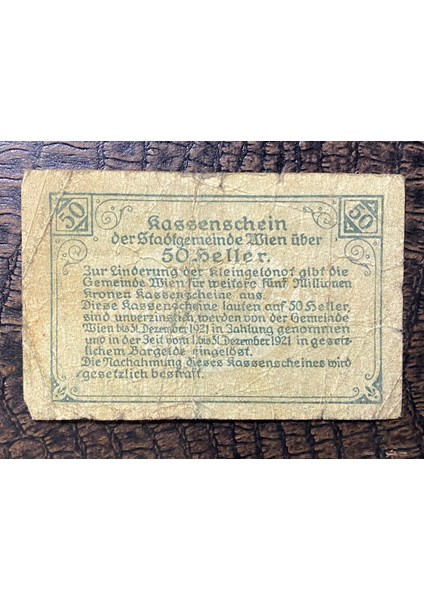 50 50
Kassenschein
der Stadtgemeinde Wien über
50 Heller.
Zur Linderung der Kleingeldnot gibt die
Gemeinde Wien für weitere fünf Millionen
Kronen Kassenscheine aus.
Diese Kassenscheine lauten auf 50 Heller,
sind unverzinslich, werden von der Gemeinde
Wien bis 31. Dezember 1921 in Zahlung genommen
und in der Zeit vom 1. bis 31. Dezember 1921 in gesetz-
lichem Bargelde eingelöst.
Die Nachahmung dieses Kassenscheines wird
gesetzlich bestraft.